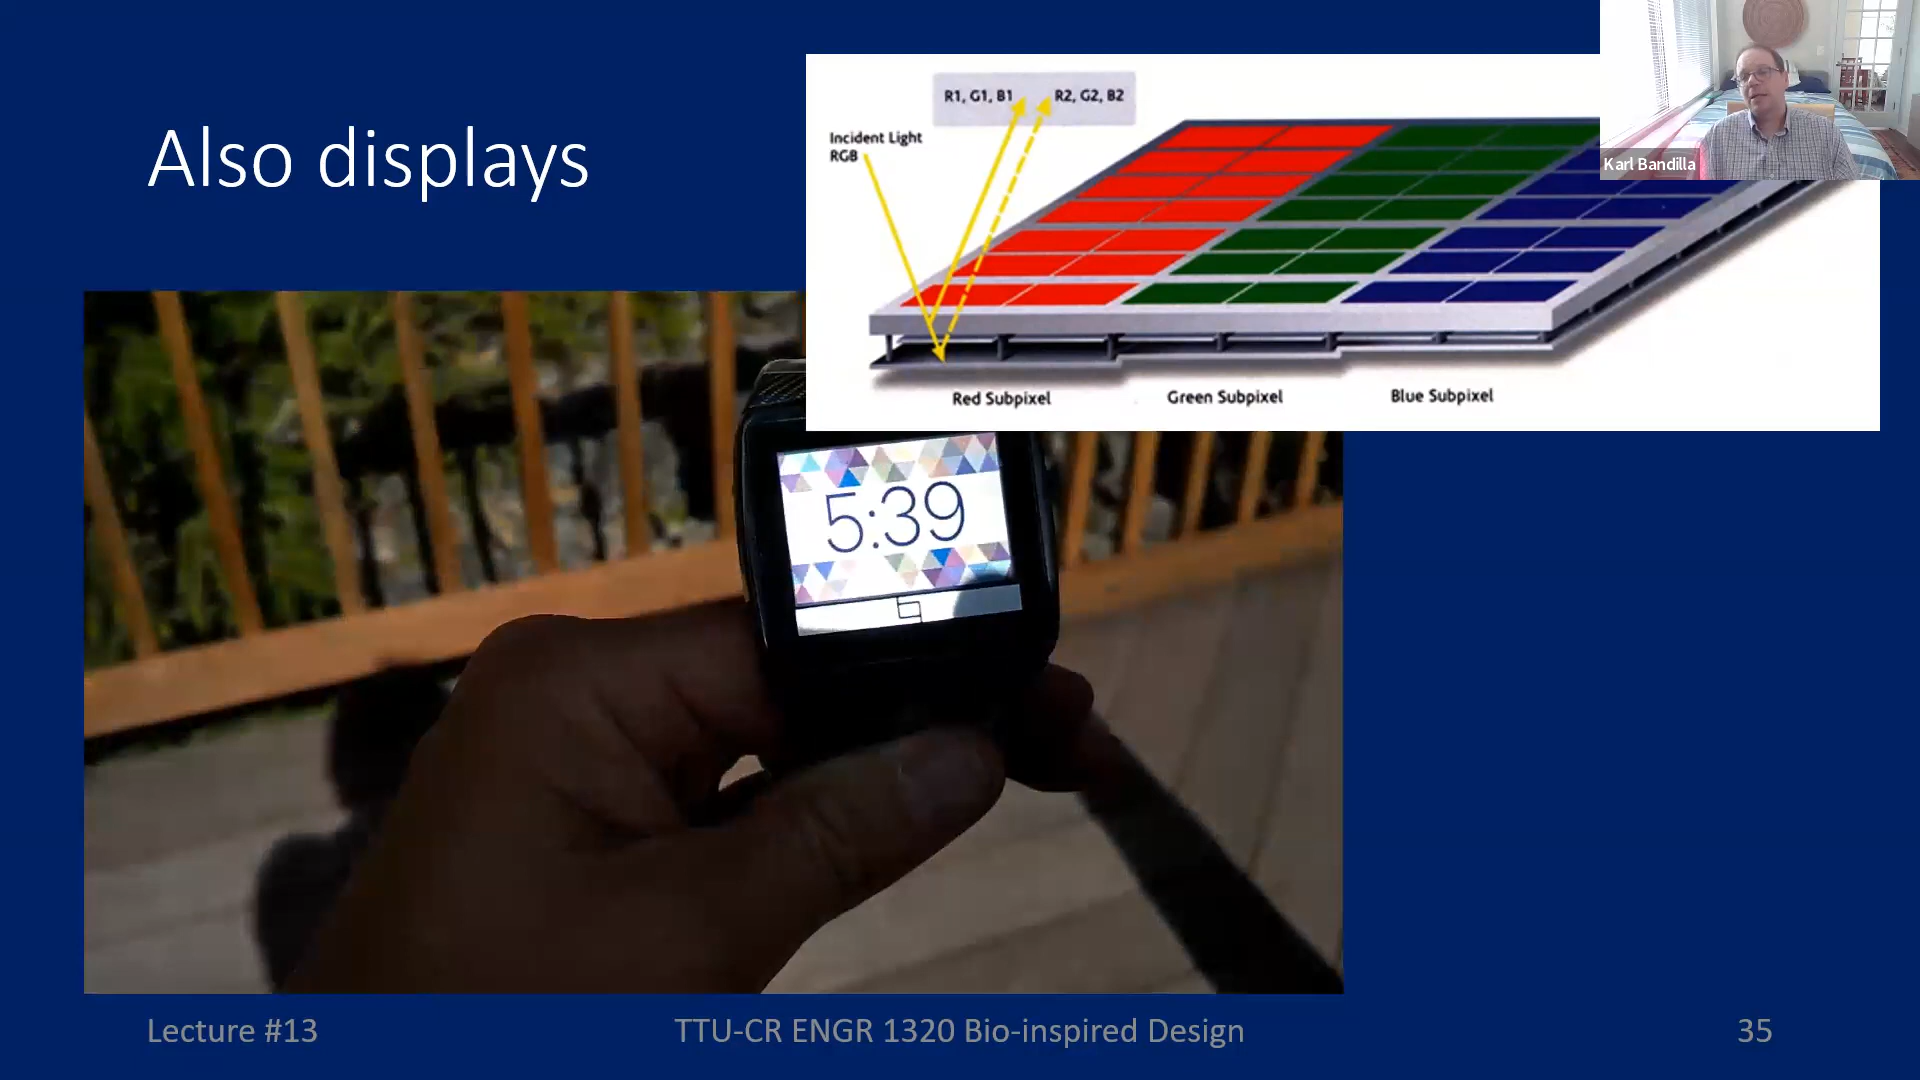 Also displays
R1, G1, B1
R2, G2, B2
Incident Light
RGB
Karl Bandilla
Red Subpixel
Green Subpixel
Blue Subpixel
5:39
Lecture #13
TTU-CR ENGR 1320 Bio-inspired Design
35